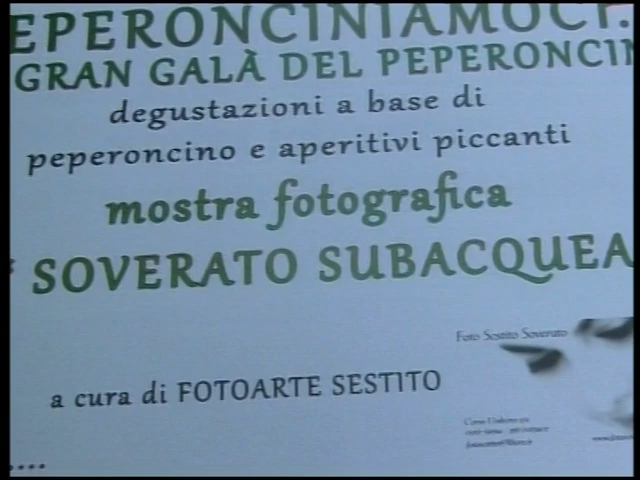 EPERONCINIAMOCI.
GRAN GALÀ DEL PEPERONCIN
degustazioni a base di
peperoncino e aperitivi piccanti
mostra fotografica
SOVERATO SUBACQUEA
Foto Sestito Soverato
a cura di FOTOARTE SESTITO
....